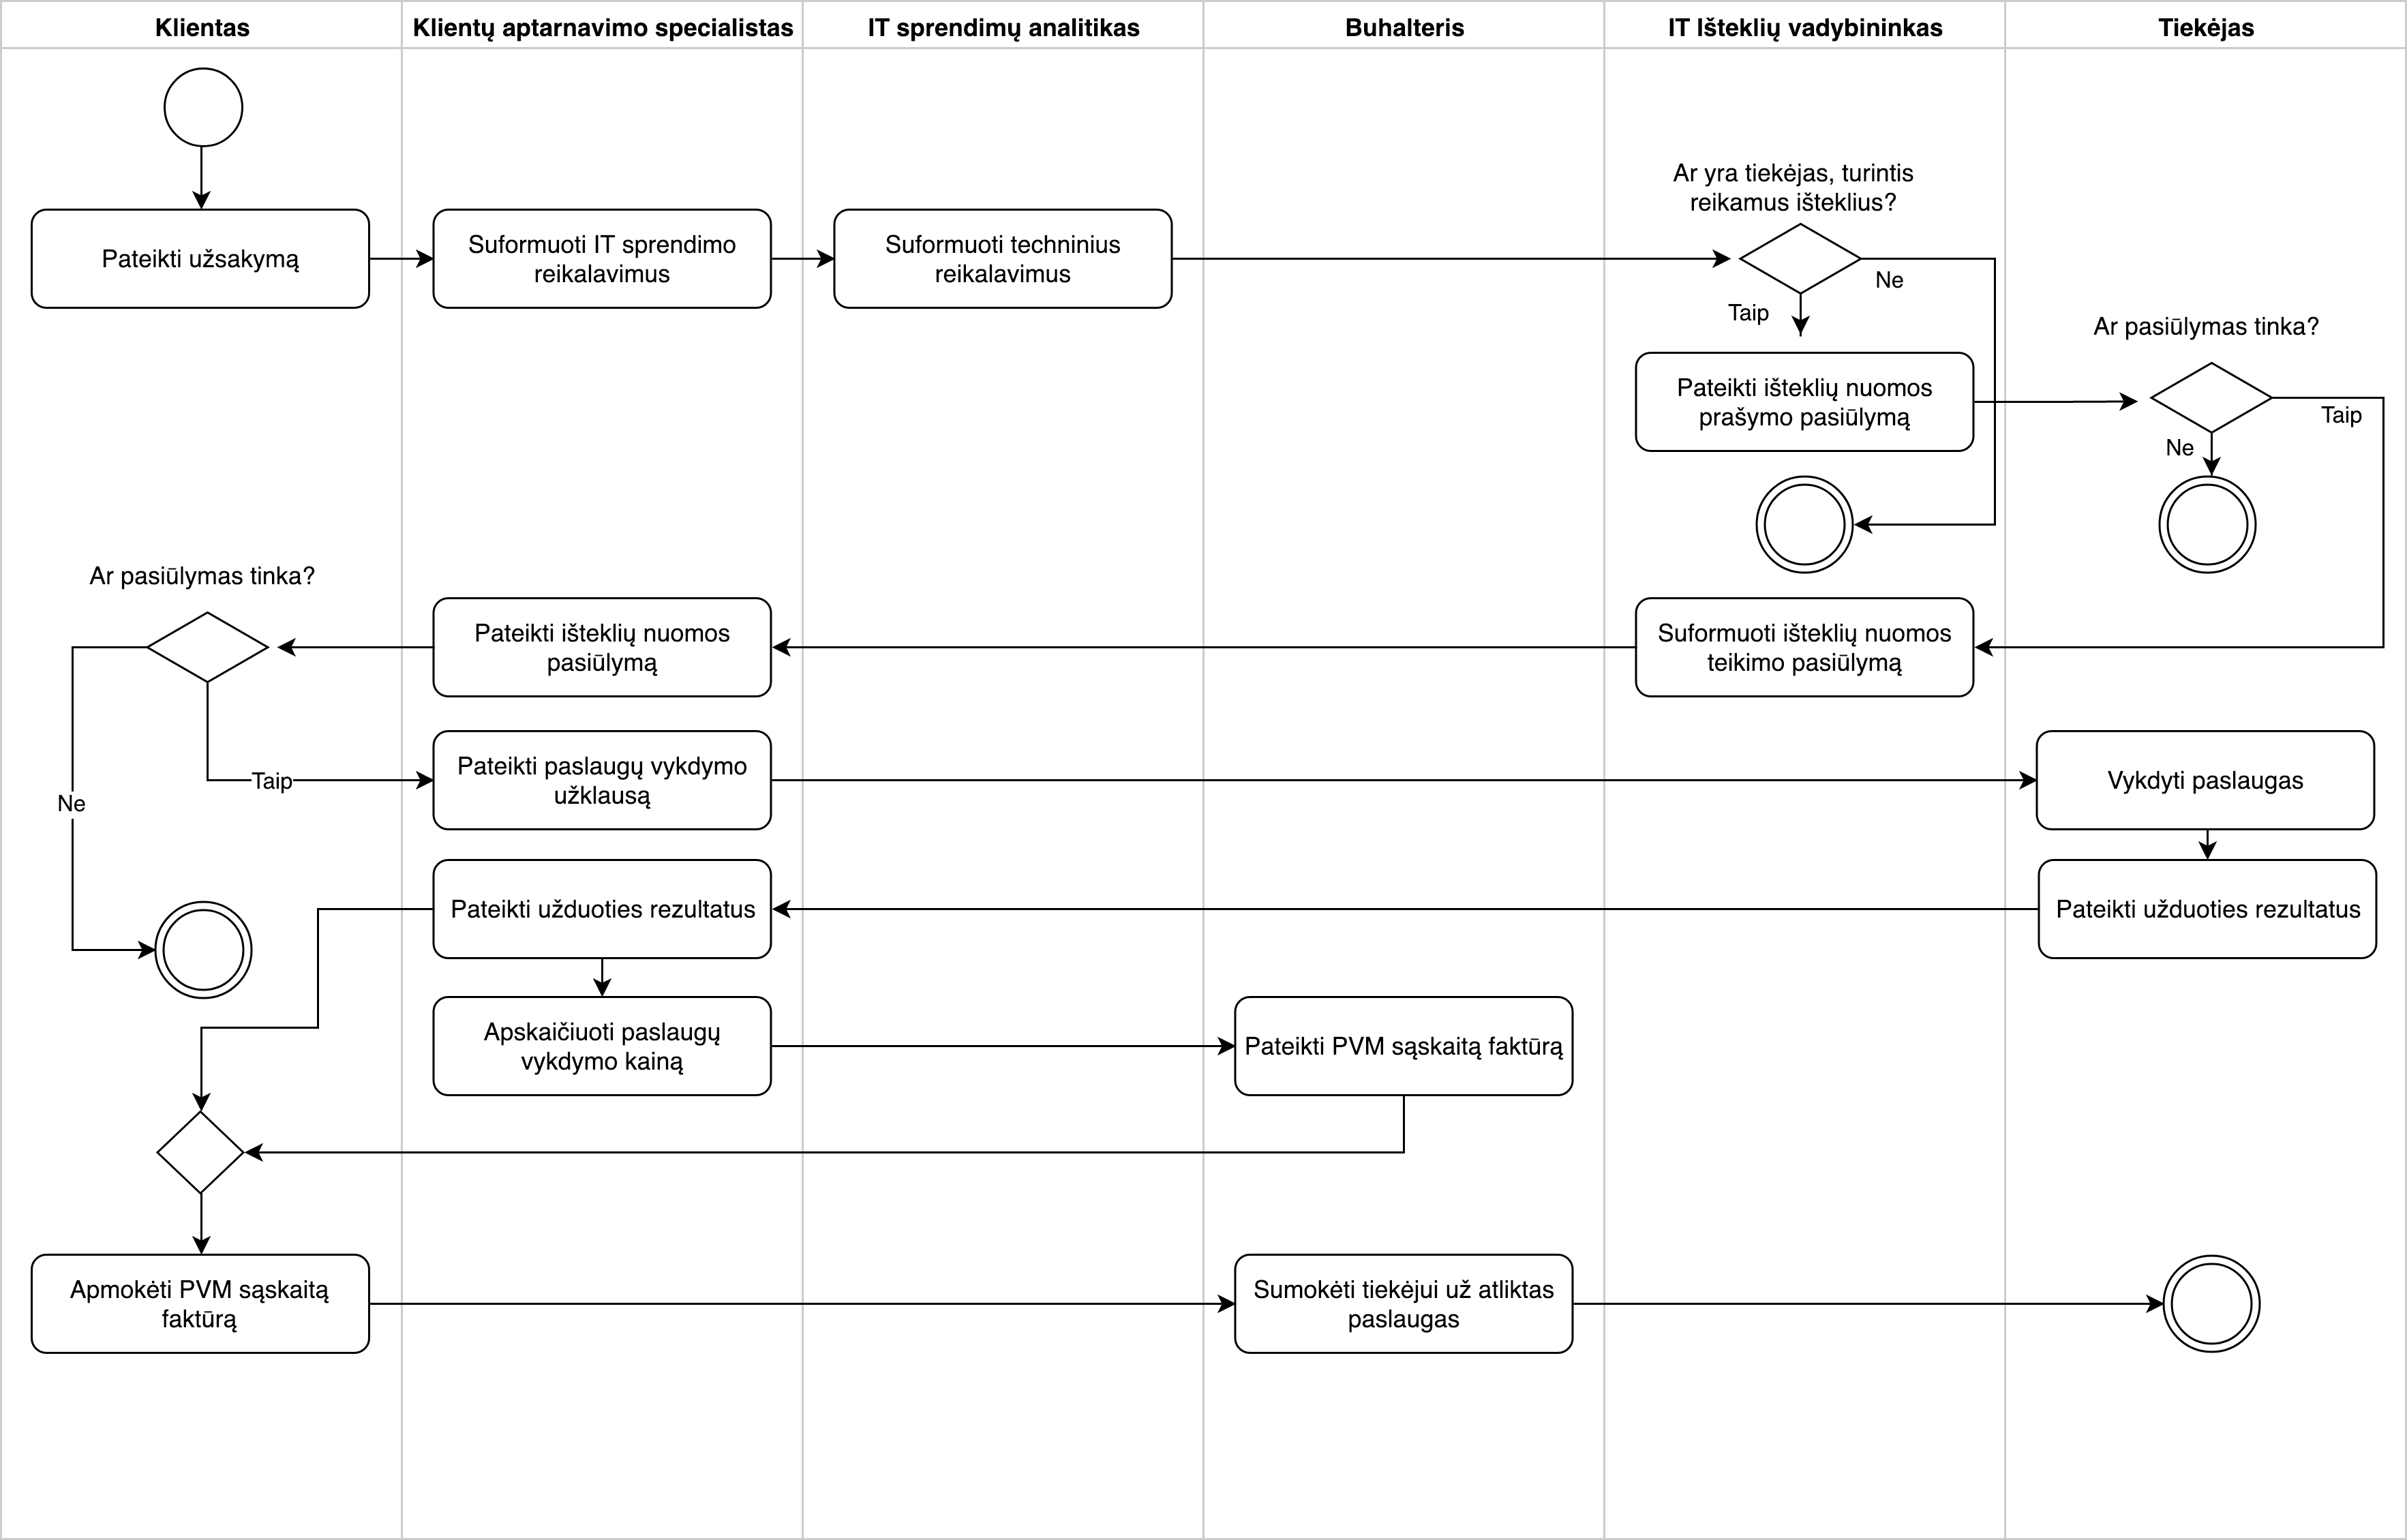 Klientas
Klientų aptarnavimo specialistas
IT sprendimų analitikas
Buhalteris
IT Išteklių vadybininkas
Tiekėjas
Ar yra tiekėjas, turintis
reikamus išteklius?
Pateikti užsakymą
Suformuoti IT sprendimo
reikalavimus
Suformuoti techninius
reikalavimus
Ne
Taip
Ar pasiūlymas tinka?
Pateikti išteklių nuomos
prašymo pasiūlymą
Taip
Ne
Ar pasiūlymas tinka?
Pateikti išteklių nuomos
pasiūlymą
Suformuoti išteklių nuomos
teikimo pasiūlymą
Ne
Taip
Pateikti paslaugų vykdymo
užklausą
Vykdyti paslaugas
Pateikti užduoties rezultatus
Pateikti užduoties rezultatus
Apskaičiuoti paslaugų
vykdymo kainą
Pateikti PVM sąskaitą faktūrą
Apmokėti PVM sąskaitą
faktūrą
Sumokėti tiekėjui už atliktas
paslaugas